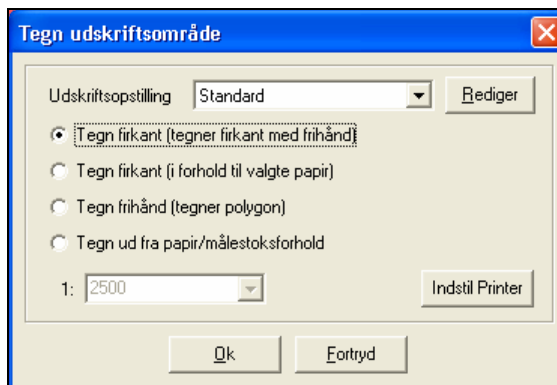 Tegn udskriftsområde
Udskriftsopstilling Standard Rediger
Tegn firkant (tegner firkant med frihånd)
Tegn firkant (i forhold til valgte papir)
Tegn frihånd (tegner polygon)
Tegn ud fra papir/målestoksforhold
1: 2500 Indstil Printer
Ok Fortryd